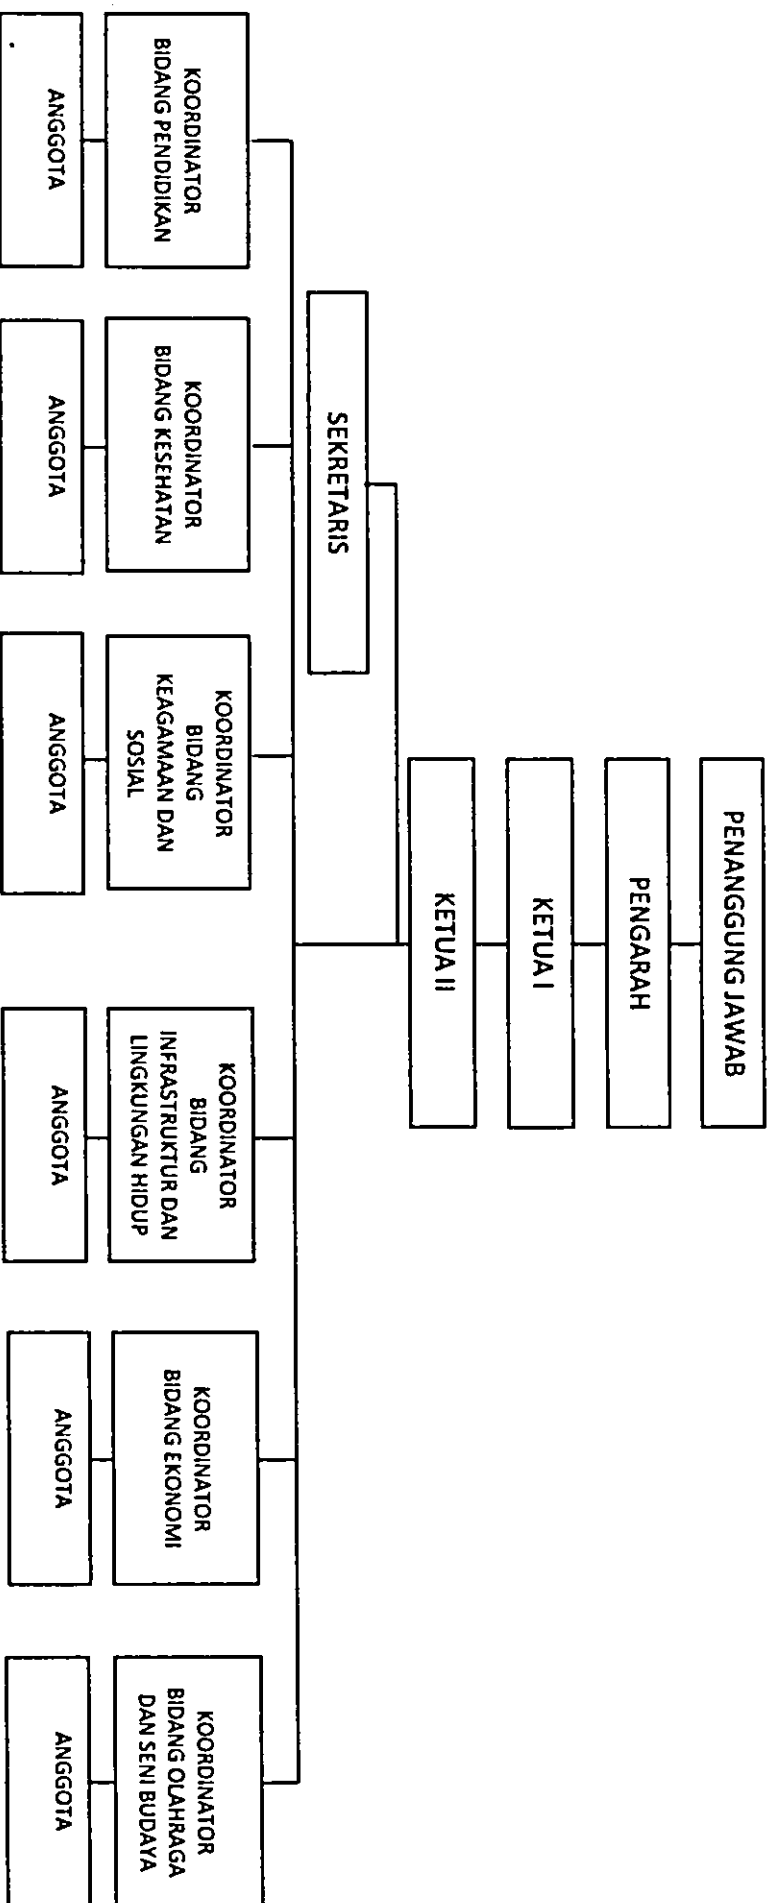 PENANGGUNG JAWAB
PENGARAH
KETUA I
KETUA II
SEKRETARIS
KOORDINATOR
BIDANG PENDIDIKAN
KOORDINATOR
BIDANG KESEHATAN
KOORDINATOR
BIDANG
KEAGAMAAN DAN
SOSIAL
KOORDINATOR
BIDANG
INFRASTRUKTUR DAN
LINGKUNGAN HIDUP
KOORDINATOR
BIDANG EKONOMI
KOORDINATOR
BIDANG OLAHRAGA
DAN SENI BUDAYA
ANGGOTA
ANGGOTA
ANGGOTA
ANGGOTA
ANGGOTA
ANGGOTA